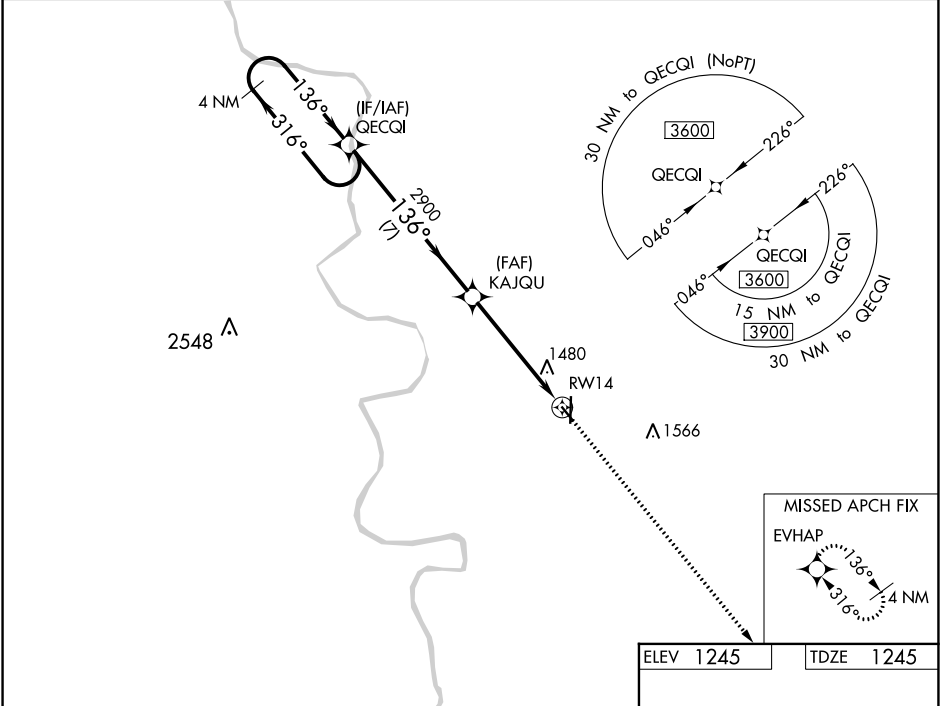 4 NM
136°
316°
(IF/IAF)
QECQI
2900
136°
(7)
(FAF)
KAJQU
2548
1480
RW14
1566
30 NM to QECQI (NoPT)
3600
226°
QECQI
046°
226°
QECQI
046°
3600
15 NM to QECQI
3900
30 NM to QECQI
MISSED APCH FIX
EVHAP
136°
316°
4 NM
ELEV 1245
TDZE 1245